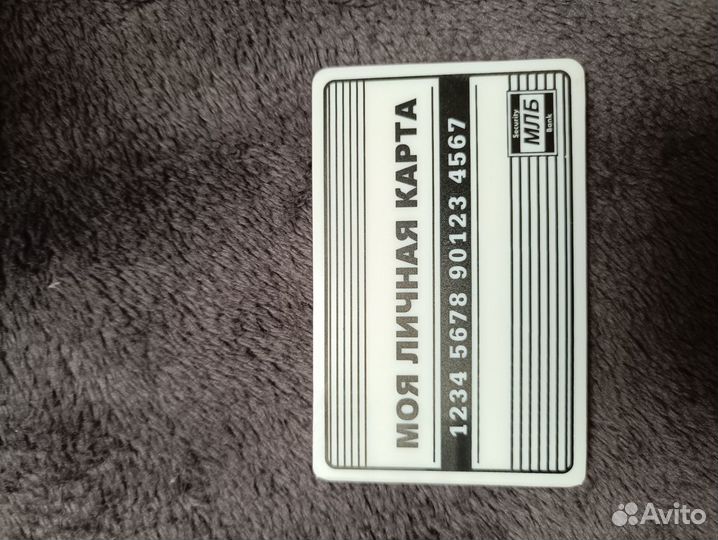 МОЯ ЛИЧНАЯ КАРТА
1234 5678 90123 4567
Security
МЛБ
Bank
Avito